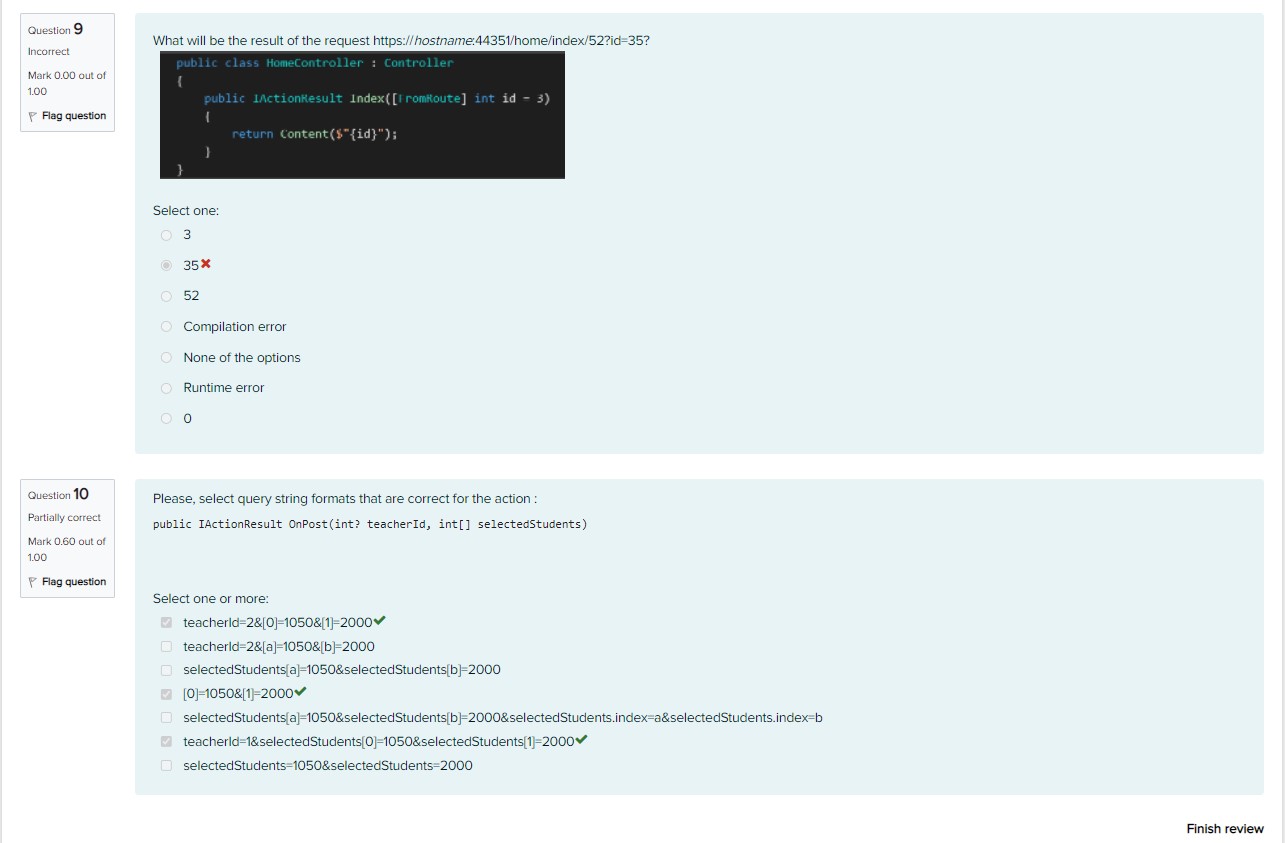 Question 9
Incorrect
Mark 0.00 out of
1.00
Flag question
What will be the result of the request https://hostname:44351/home/index/52?id=35?
public class HomeController : Controller
{
public IActionResult Index([FromRoute] int id = 3)
{
return Content($"{id}");
}
}
Select one:
3
35
52
Compilation error
None of the options
Runtime error
0
Question 10
Partially correct
Mark 0.60 out of
1.00
Flag question
Please, select query string formats that are correct for the action :
public IActionResult OnPost(int? teacherId, int[] selectedStudents)
Select one or more:
teacherId=2&[0]=1050&[1]=2000
teacherId=2&[a]=1050&[b]=2000
selectedStudents[a]=1050&selectedStudents[b]=2000
[0]=1050&[1]=2000
selectedStudents[a]=1050&selectedStudents[b]=2000&selectedStudents.index=a&selectedStudents.index=b
teacherId=1&selectedStudents[0]=1050&selectedStudents[1]=2000
selectedStudents=1050&selectedStudents=2000
Finish review